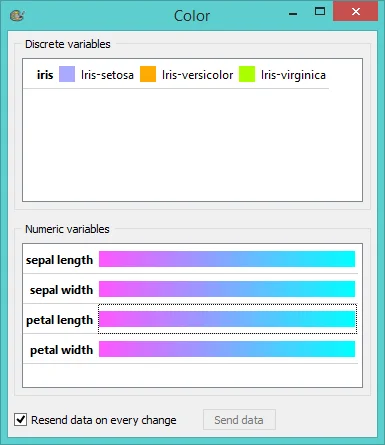 Color
Discrete variables
iris Iris-setosa Iris-versicolor Iris-virginica
Numeric variables
sepal length
sepal width
petal length
petal width
Resend data on every change Send data